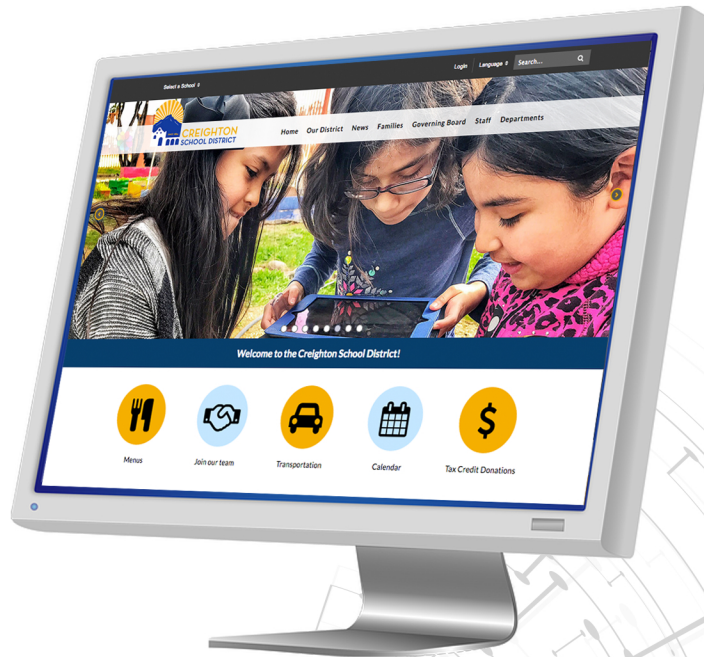 Select a School
Login Language Search...
CREIGHTON
SCHOOL DISTRICT
Home Our District News Families Governing Board Staff Departments
Welcome to the Creighton School District!
Menus Join our team Transportation Calendar Tax Credit Donations